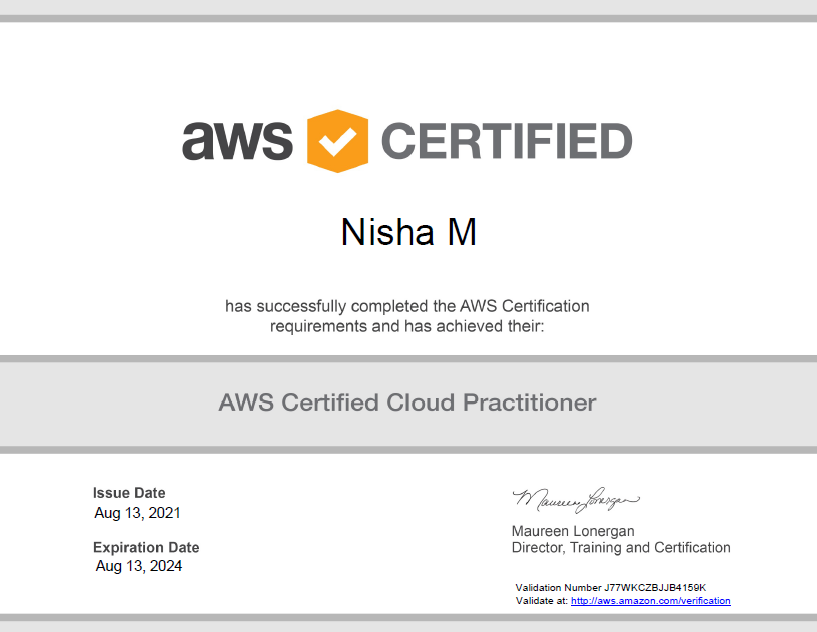 aws CERTIFIED
Nisha M
has successfully completed the AWS Certification
requirements and has achieved their:
AWS Certified Cloud Practitioner
Issue Date
Aug 13, 2021
Expiration Date
Aug 13, 2024
Maureen Lonergan
Maureen Lonergan
Director, Training and Certification
Validation Number J77WKCZBJJB4159K
Validate at: http://aws.amazon.com/verification